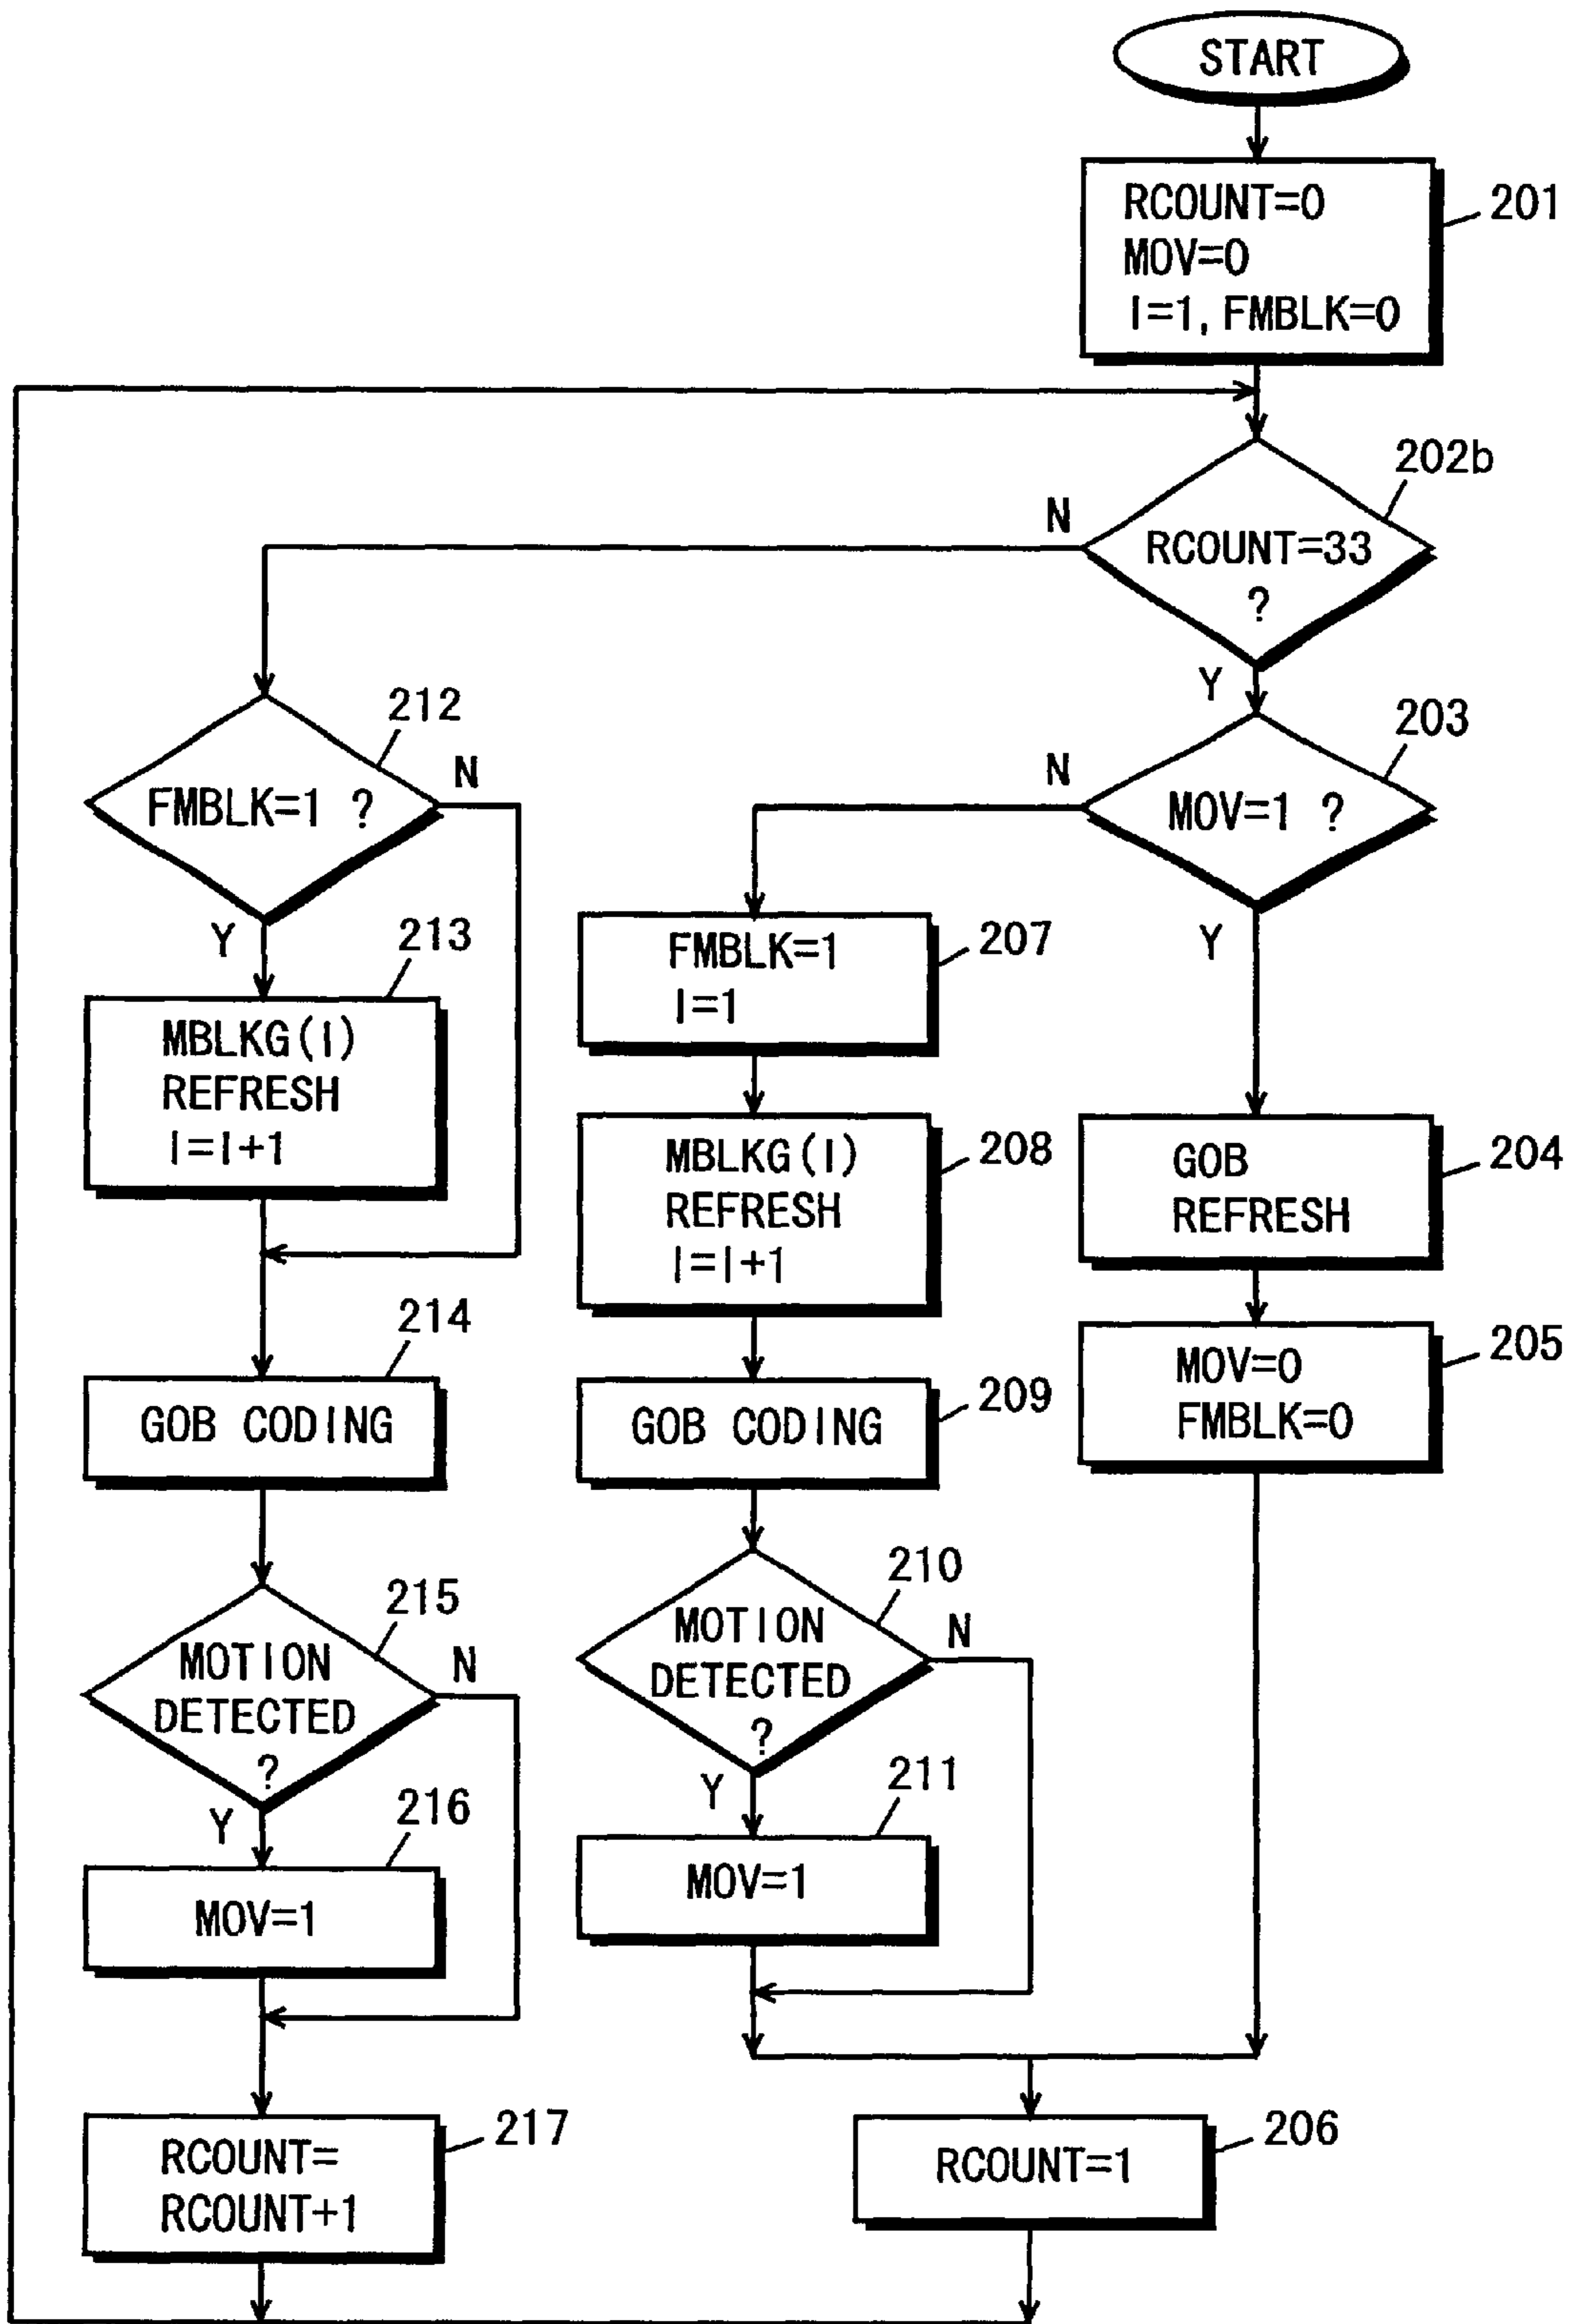 START
RCOUNT=0
MOV=0
I=1, FMBLK=0
201
202b
RCOUNT=33
?
N
Y
203
MOV=1 ?
N
Y
212
FMBLK=1 ?
N
Y
213
MBLKG(I)
REFRESH
I=I+1
207
FMBLK=1
I=1
208
MBLKG(I)
REFRESH
I=I+1
204
GOB
REFRESH
214
GOB CODING
209
GOB CODING
205
MOV=0
FMBLK=0
215
MOTION
DETECTED
?
N
Y
210
MOTION
DETECTED
?
N
Y
216
MOV=1
211
MOV=1
217
RCOUNT=
RCOUNT+1
206
RCOUNT=1